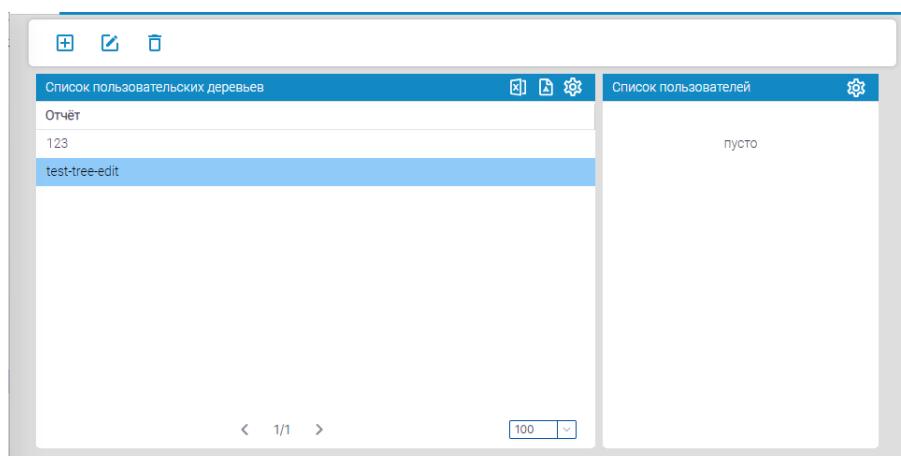 Список пользовательских деревьев
Отчёт
123
test-tree-edit
1/1
100
Список пользователей
пусто